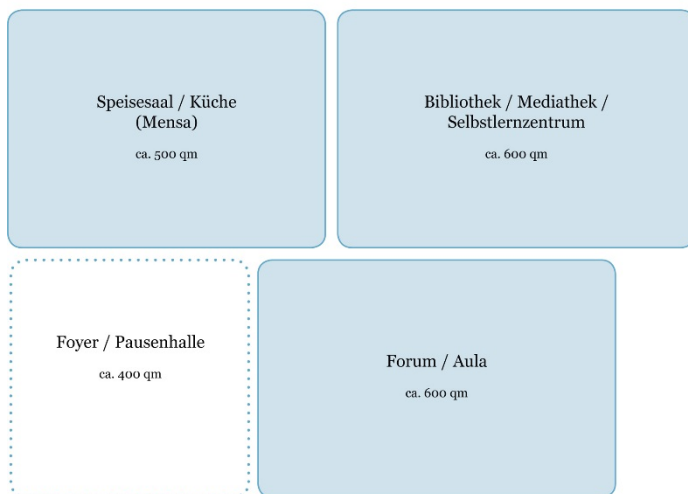 Speisesaal / Küche
(Mensa)
ca. 500 qm
Bibliothek / Mediathek /
Selbstlernzentrum
ca. 600 qm
Foyer / Pausenhalle
ca. 400 qm
Forum / Aula
ca. 600 qm